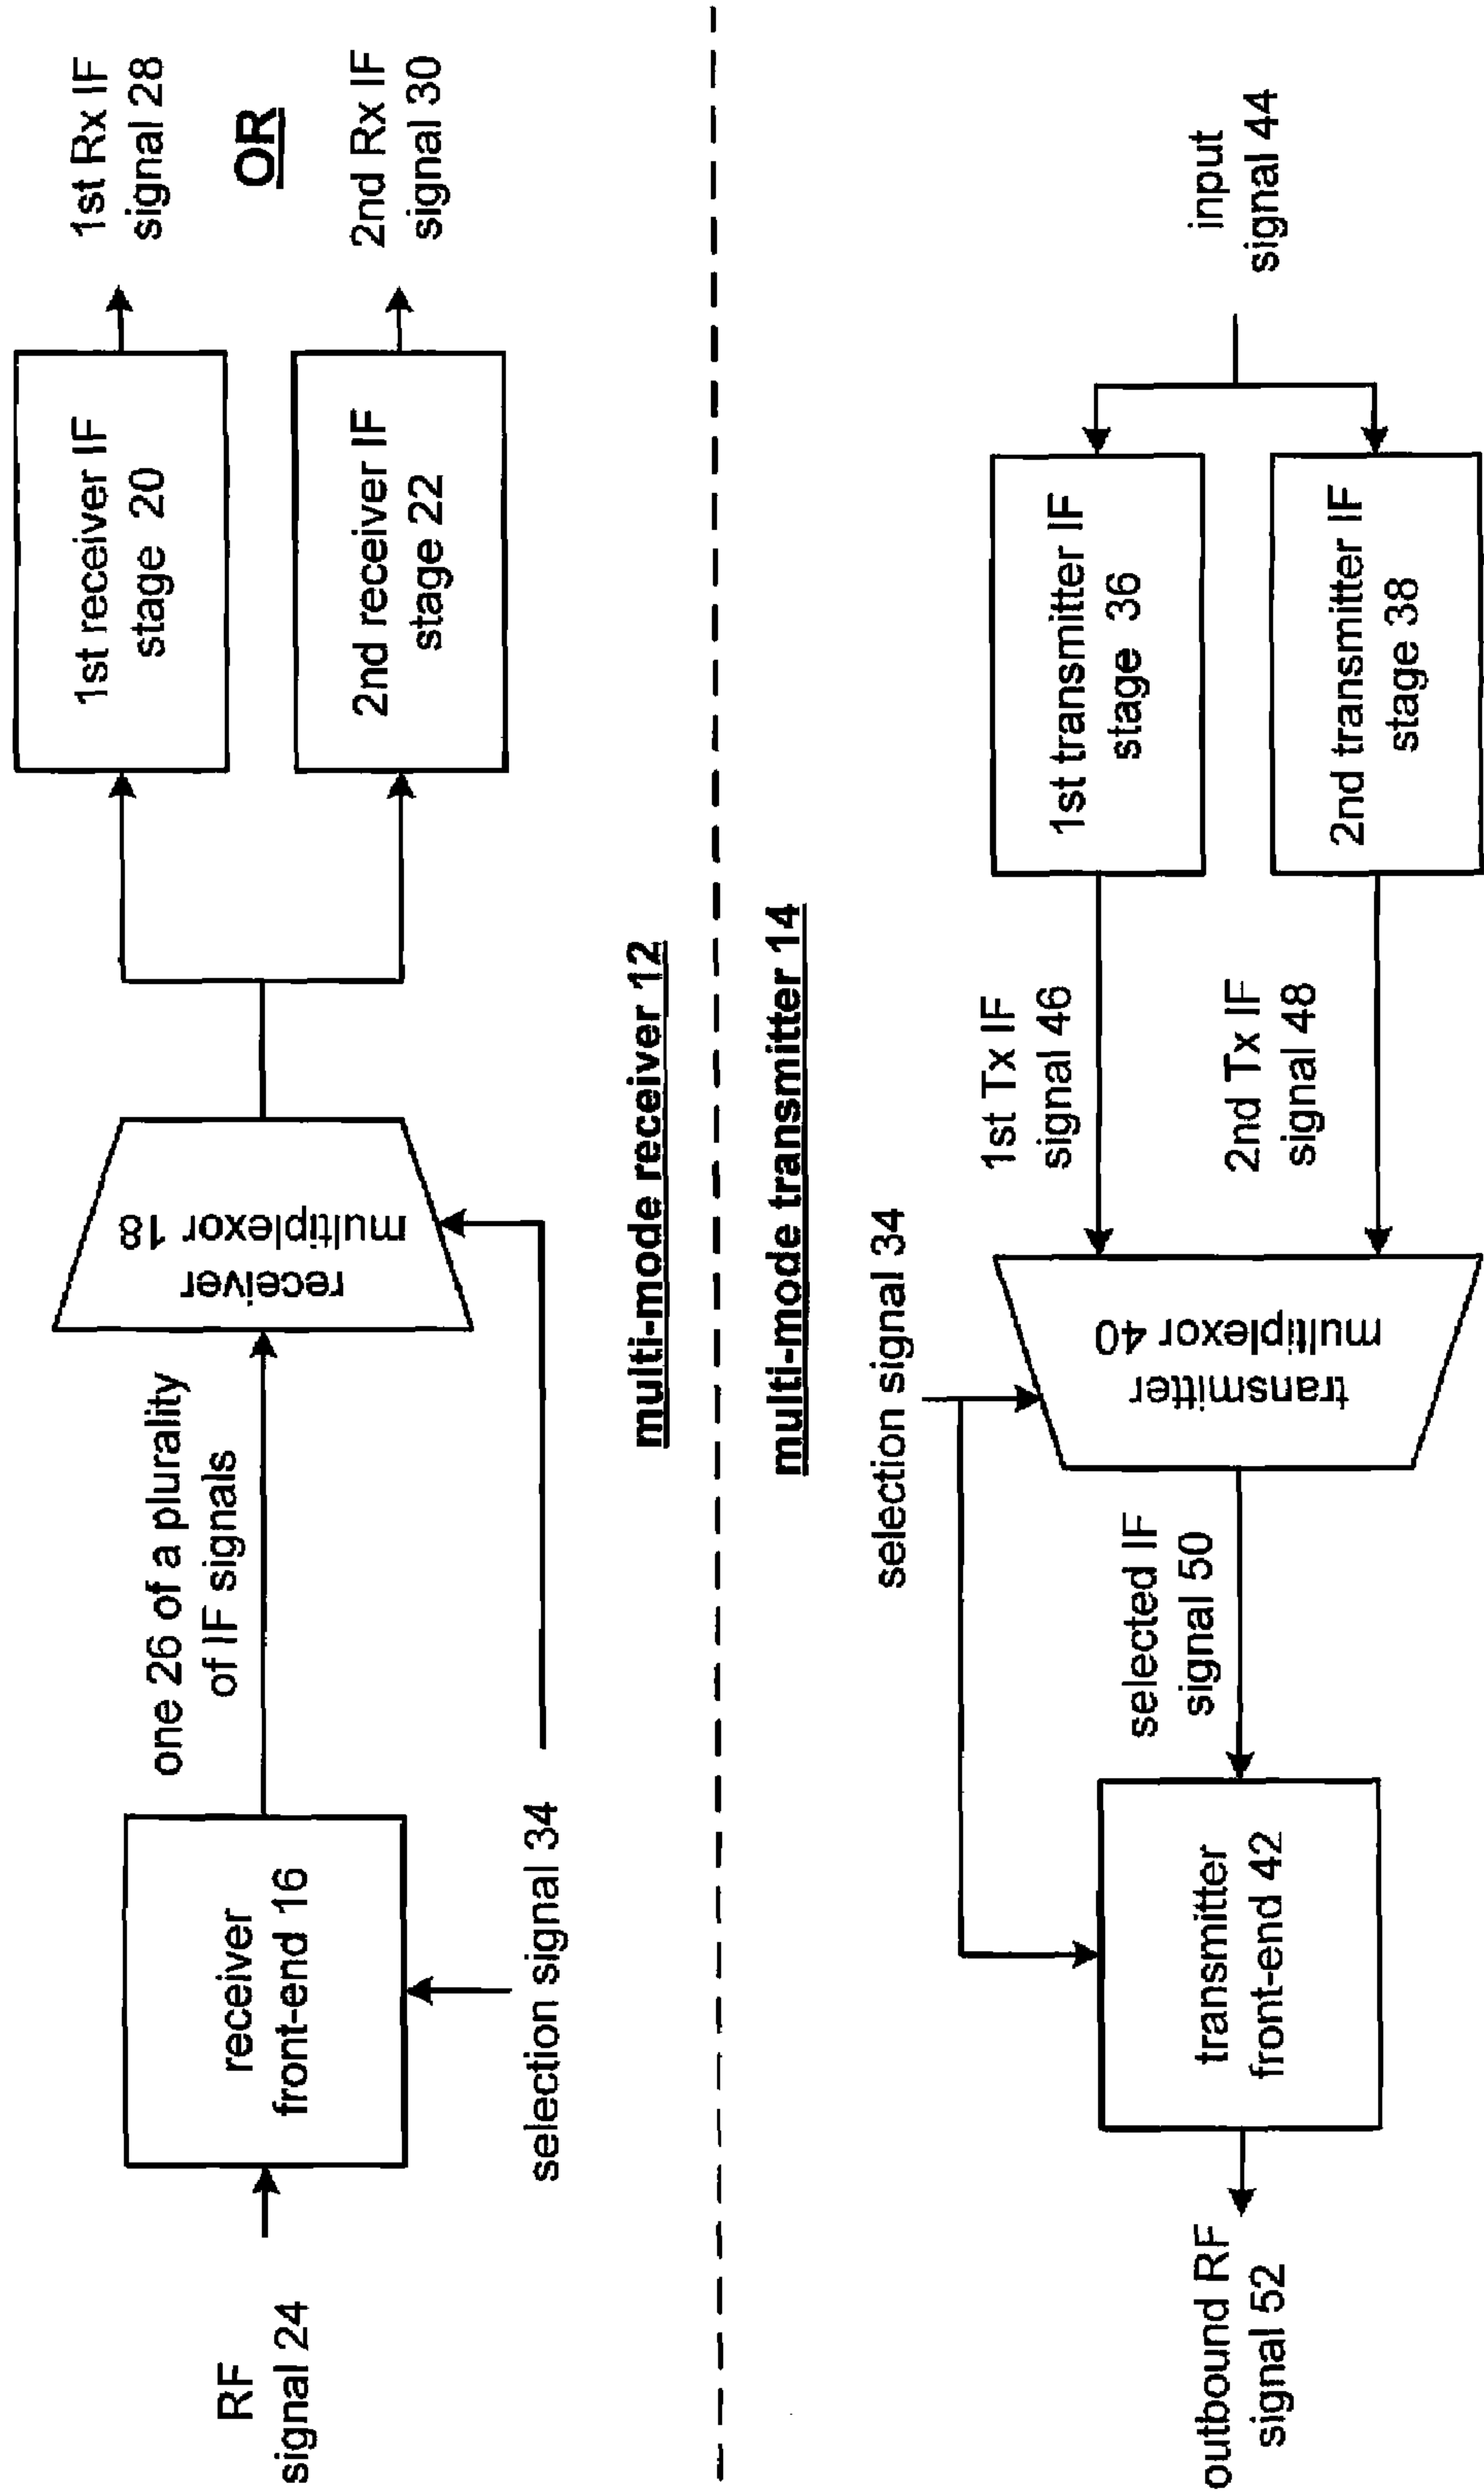 RF
signal 24
receiver
front-end 16
selection signal 34
one 26 of a plurality
of IF signals
receiver
multiplexor 18
1st receiver IF
stage 20
2nd receiver IF
stage 22
1st Rx IF
signal 28
OR
2nd Rx IF
signal 30
multi-mode receiver 12
multi-mode transmitter 14
outbound RF
signal 52
transmitter
front-end 42
selected IF
signal 50
selection signal 34
transmitter
multiplexor 40
1st Tx IF
signal 46
2nd Tx IF
signal 48
1st transmitter IF
stage 36
2nd transmitter IF
stage 38
input
signal 44